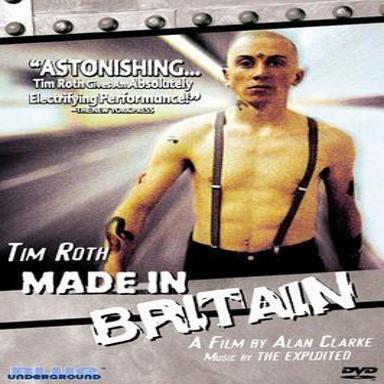 "ASTONISHING...
Tim Roth Gives An Absolutely
Electrifying Performance!"
—THE NEW YORK PRESS
TIM ROTH
MADE IN
BRITAIN
A FILM BY ALAN CLARKE
MUSIC BY THE EXPLOITED
BLUE
UNDERGROUND
DVD